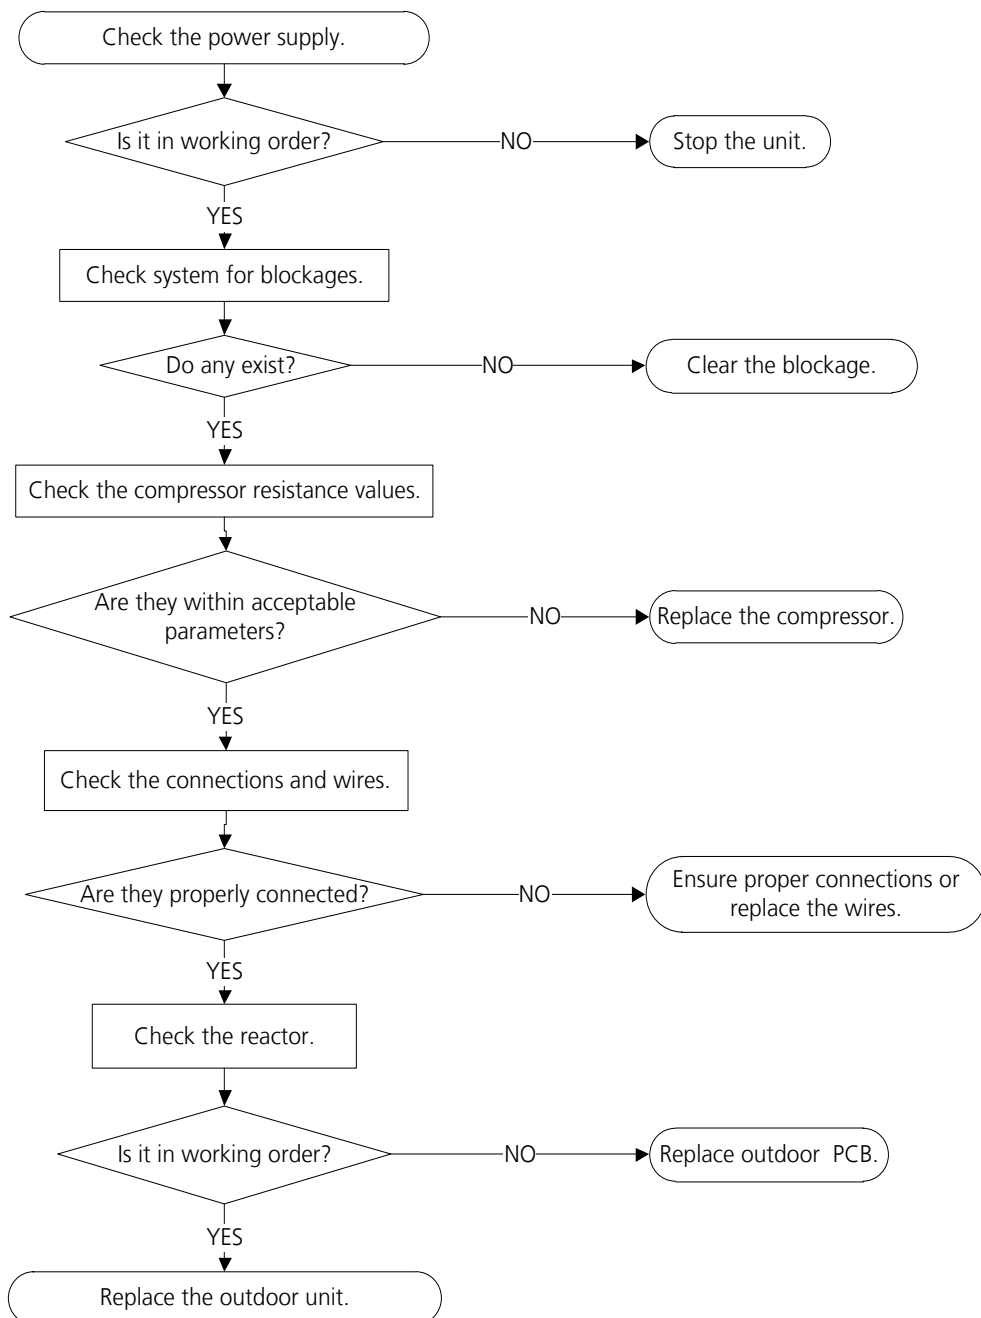 Check the power supply.
Is it in working order?
NO
Stop the unit.
YES
Check system for blockages.
Do any exist?
NO
Clear the blockage.
YES
Check the compressor resistance values.
Are they within acceptable
parameters?
NO
Replace the compressor.
YES
Check the connections and wires.
Are they properly connected?
NO
Ensure proper connections or
replace the wires.
YES
Check the reactor.
Is it in working order?
NO
Replace outdoor PCB.
YES
Replace the outdoor unit.